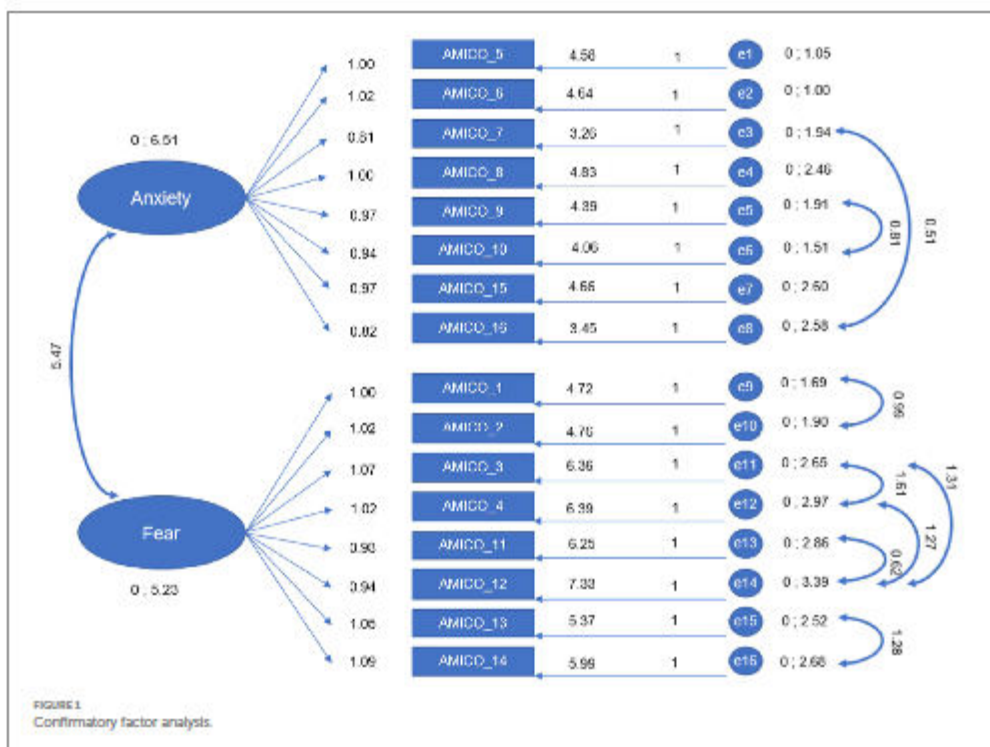 1.00 AMICO_5 4.58 1 e1 0 ; 1.05
1.02 AMICO_6 4.64 1 e2 0 ; 1.00
0.81 AMICO_7 3.26 1 e3 0 ; 1.94
0 ; 6.51
1.00 AMICO_8 4.83 1 e4 0 ; 2.46
Anxiety
0.97 AMICO_9 4.39 1 e5 0 ; 1.91
0.81
0.51
0.94 AMICO_10 4.06 1 e6 0 ; 1.51
0.97 AMICO_15 4.55 1 e7 0 ; 2.60
0.82 AMICO_16 3.45 1 e8 0 ; 2.58
5.47
1.00 AMICO_1 4.72 1 e9 0 ; 1.69
0.99
1.02 AMICO_2 4.76 1 e10 0 ; 1.90
1.07 AMICO_3 6.36 1 e11 0 ; 2.65
1.31
1.02 AMICO_4 6.39 1 e12 0 ; 2.97
Fear
1.27
0.93 AMICO_11 6.25 1 e13 0 ; 2.86
0.62
0.94 AMICO_12 7.33 1 e14 0 ; 3.39
0 ; 5.23
AMICO_13 5.37 1 e15 0 ; 2.52
1.28
1.09 AMICO_14 5.99 1 e16 0 ; 2.68
FIGURE 1
Confirmatory factor analysis.